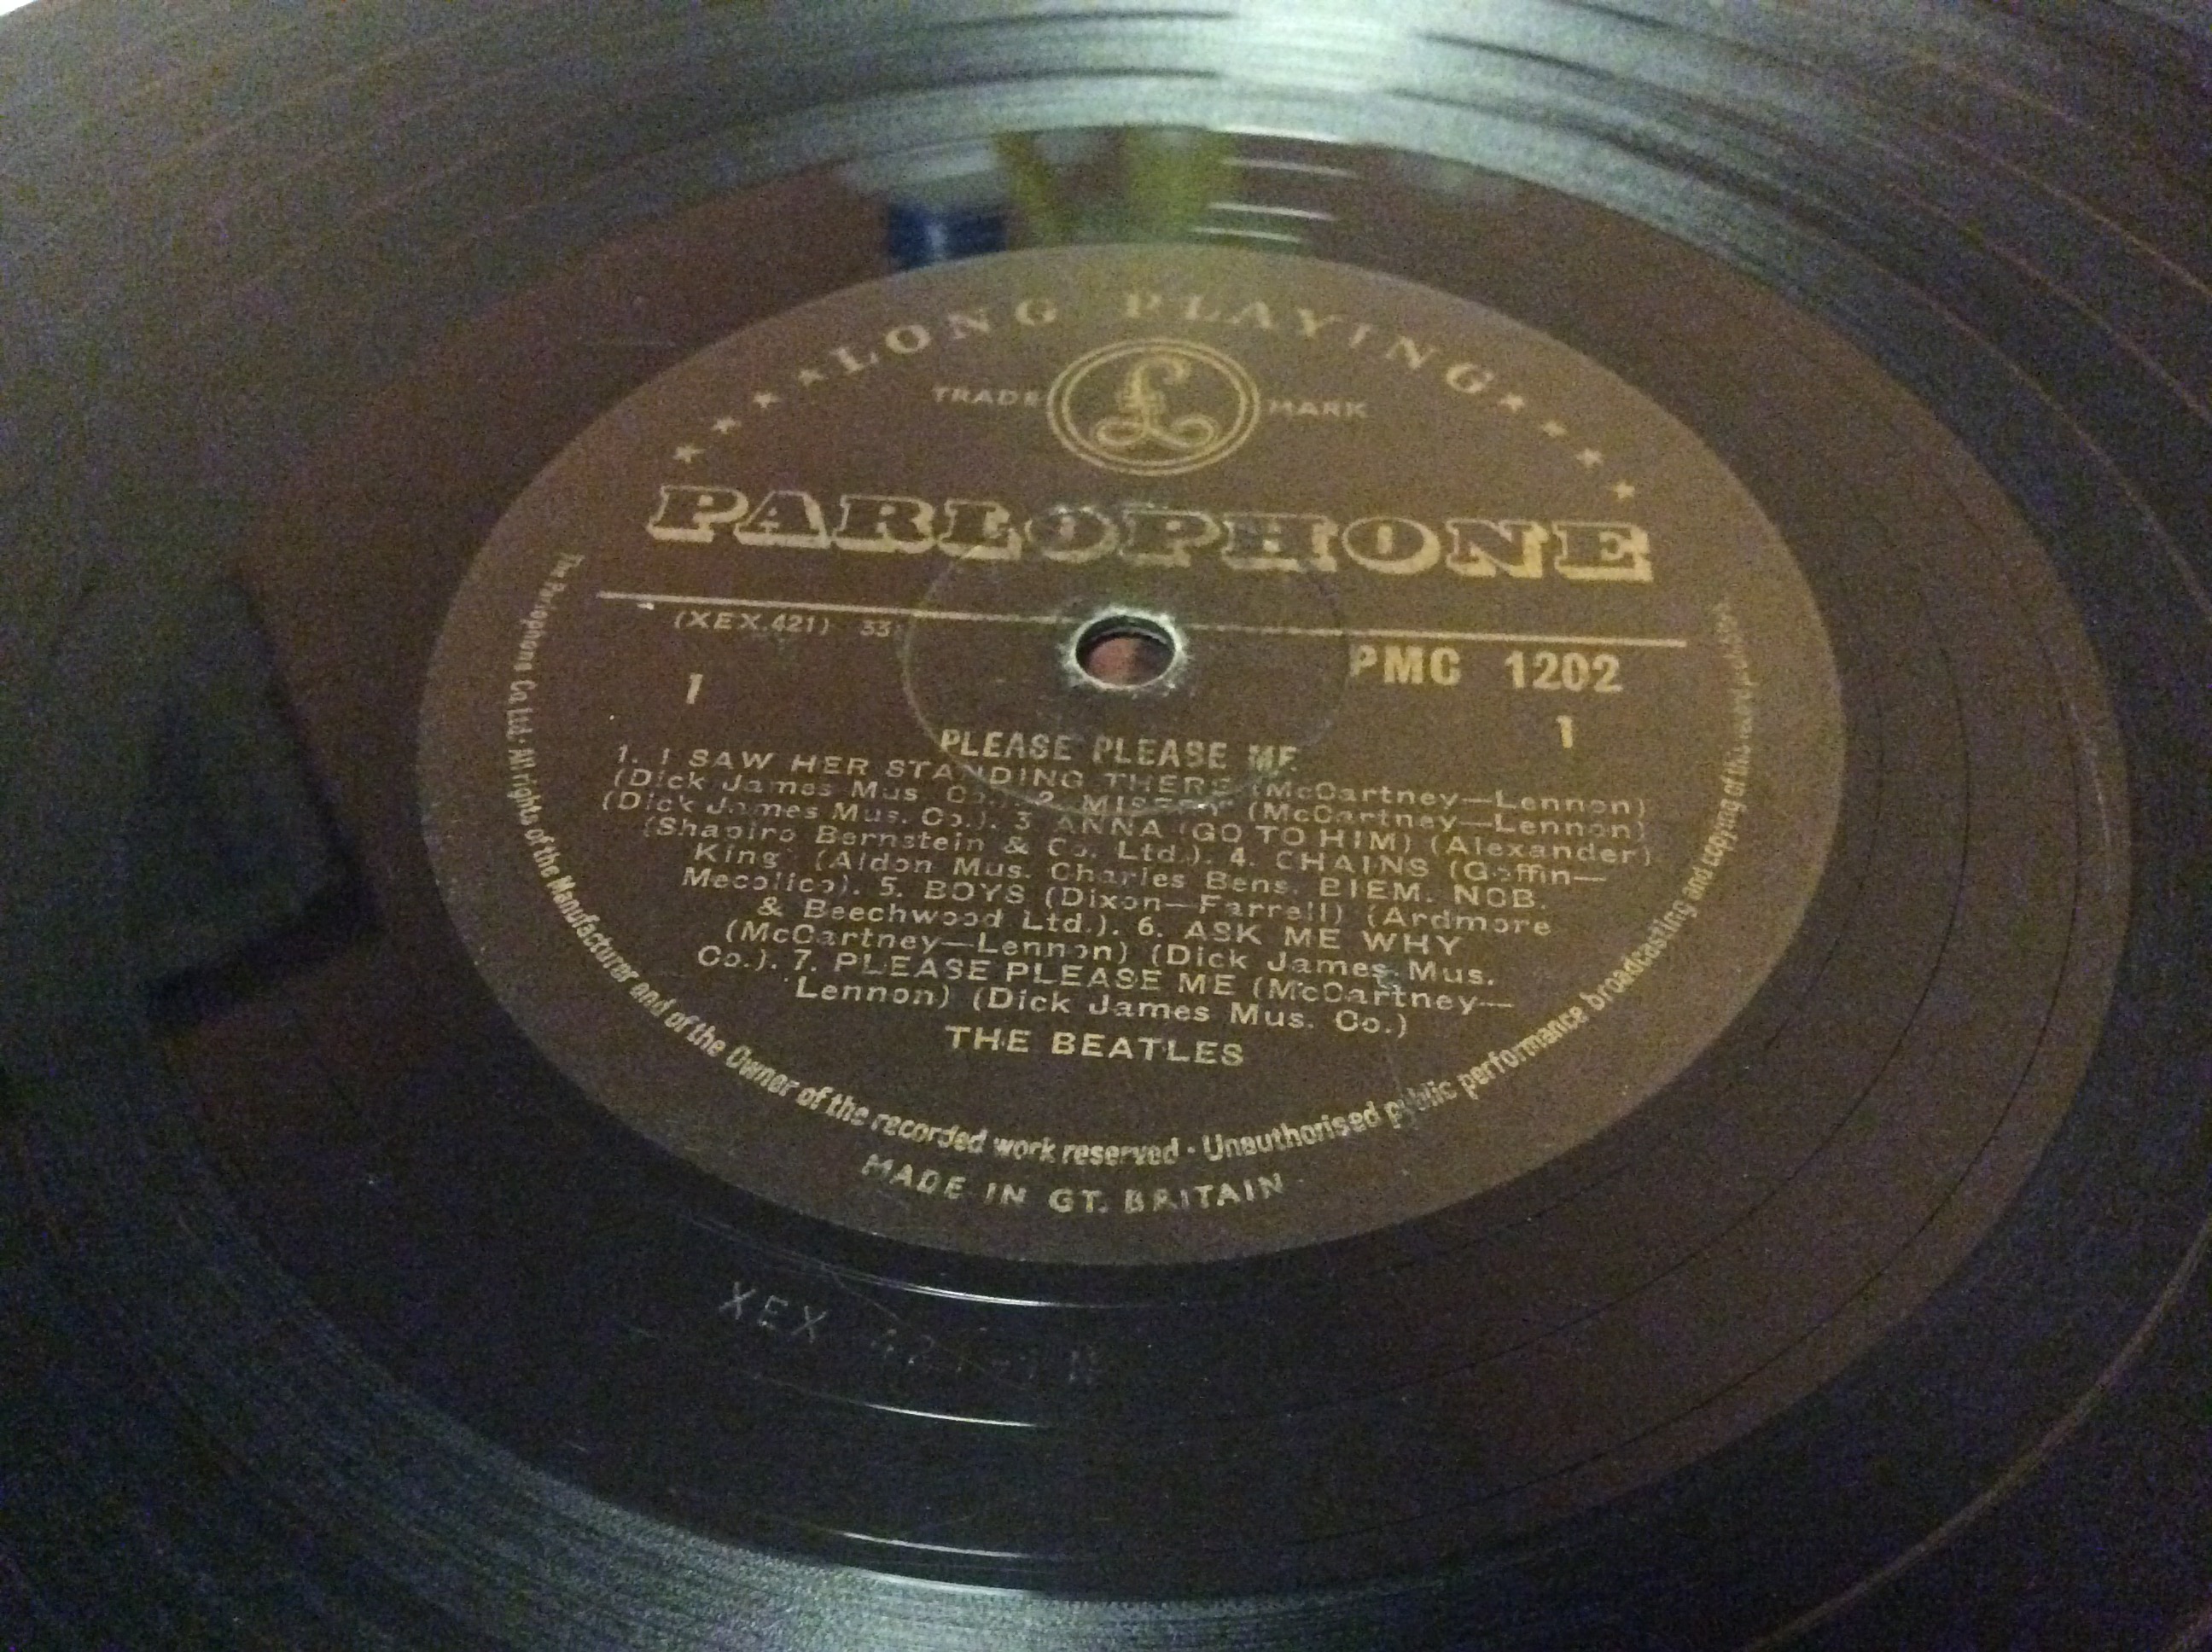 LONG PLAYING
TRADE £ MARK
PARLOPHONE
(XEX.421) 33
PMC 1202
1 1
PLEASE PLEASE ME
1. I SAW HER STANDING THERE (McCartney—Lennon)
(Dick James Mus. Co.). 2. MISERY (McCartney—Lennon)
(Dick James Mus. Co.). 3. ANNA (GO TO HIM) (Alexander)
(Shapiro Bernstein & Co. Ltd.). 4. CHAINS (Goffin—
King) (Aldon Mus. Charles Bens. BIEM. NCB.
Mecolico). 5. BOYS (Dixon—Farrell) (Ardmore
& Beechwood Ltd.). 6. ASK ME WHY
(McCartney—Lennon) (Dick James Mus.
Co.). 7. PLEASE PLEASE ME (McCartney—
Lennon) (Dick James Mus. Co.)
THE BEATLES
The Parlophone Co. Ltd. All rights of the Manufacturer and of the Owner of the recorded work reserved · Unauthorised public performance broadcasting and copying of this
MADE IN GT. BRITAIN
XEX 421-1N